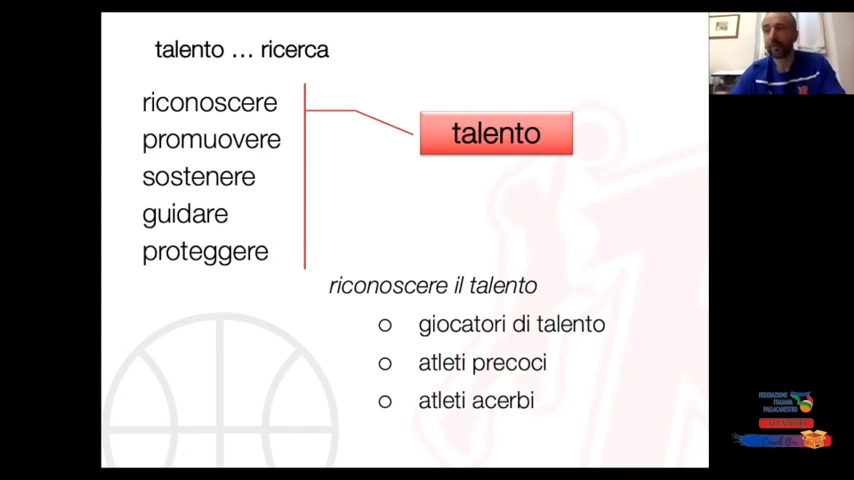 talento … ricerca
riconoscere
promuovere
sostenere
guidare
proteggere
talento
riconoscere il talento
giocatori di talento
atleti precoci
atleti acerbi
FEDERAZIONE
ITALIANA
PALLACANESTRO